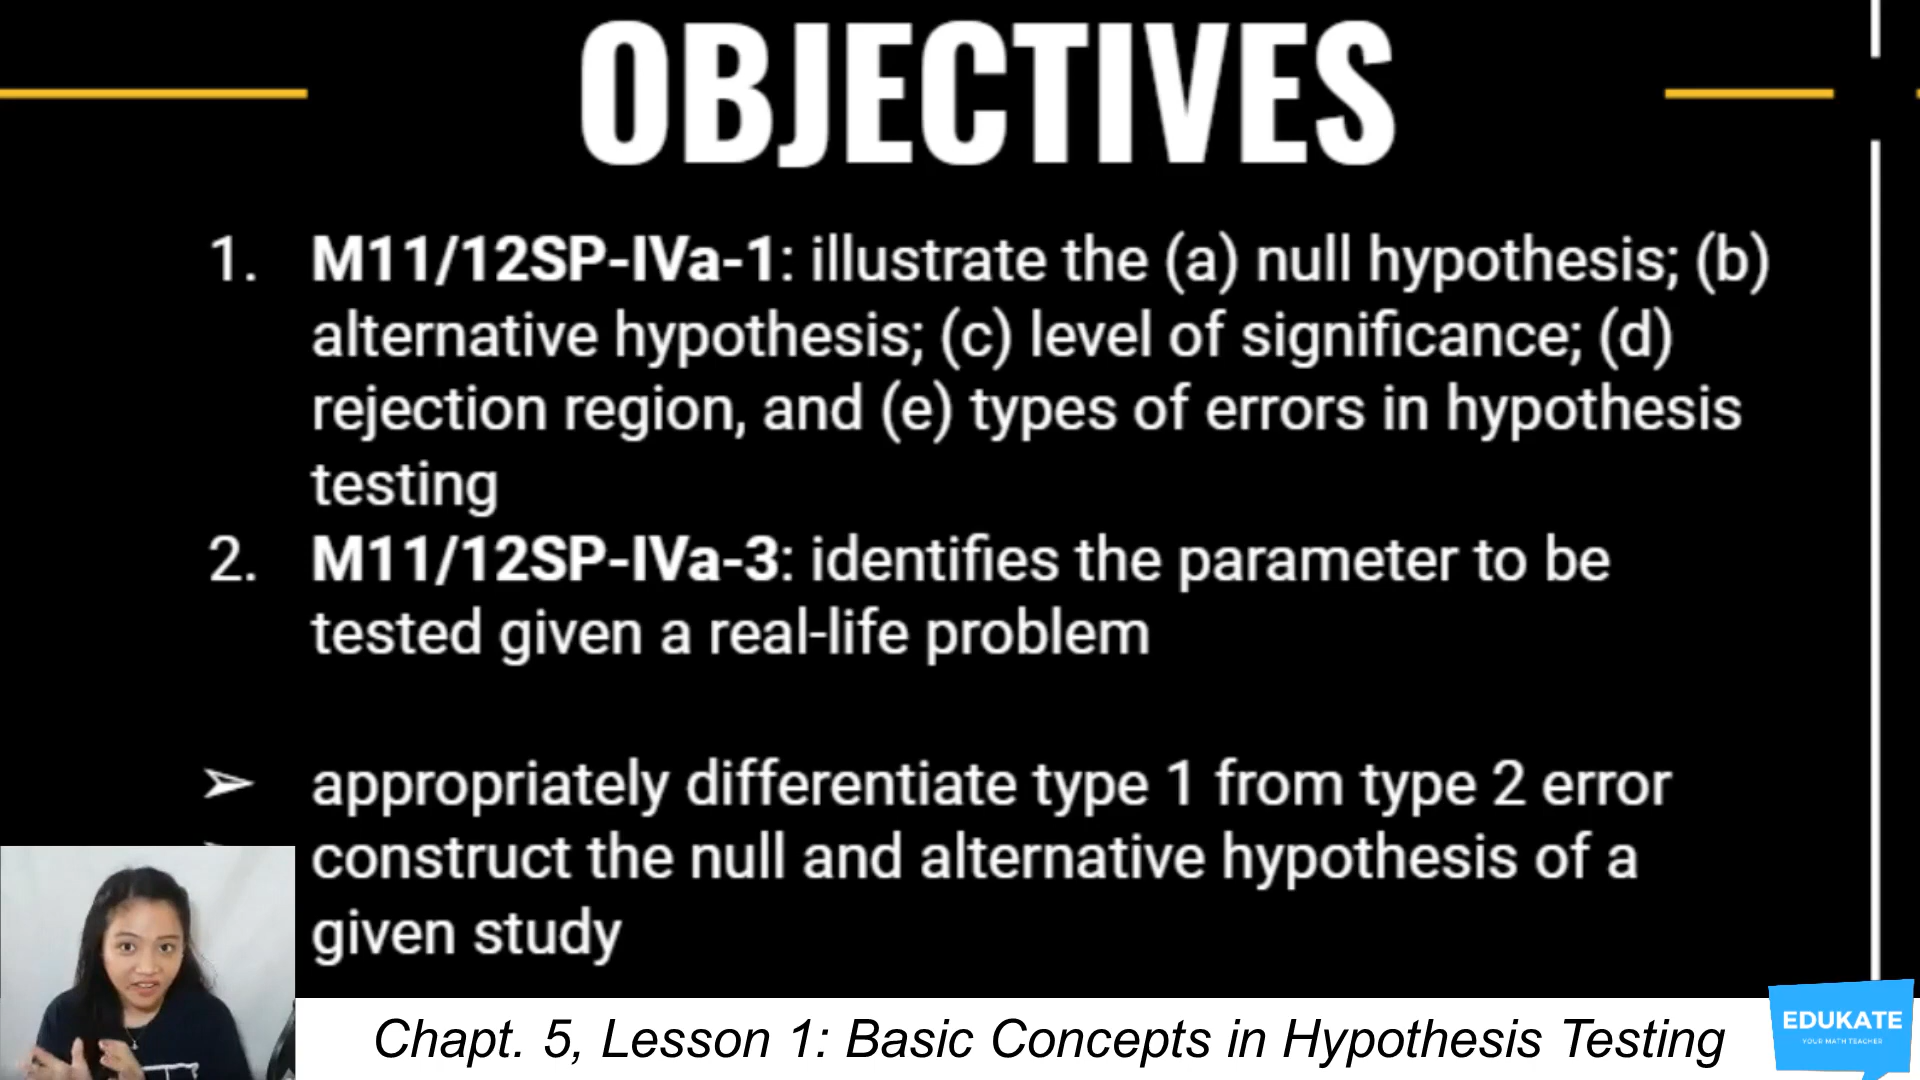 OBJECTIVES
1. M11/12SP-IVa-1: illustrate the (a) null hypothesis; (b)
alternative hypothesis; (c) level of significance; (d)
rejection region, and (e) types of errors in hypothesis
testing
2. M11/12SP-IVa-3: identifies the parameter to be
tested given a real-life problem
➢ appropriately differentiate type 1 from type 2 error
construct the null and alternative hypothesis of a
given study
Chapt. 5, Lesson 1: Basic Concepts in Hypothesis Testing
EDUKATE
YOUR MATH TEACHER